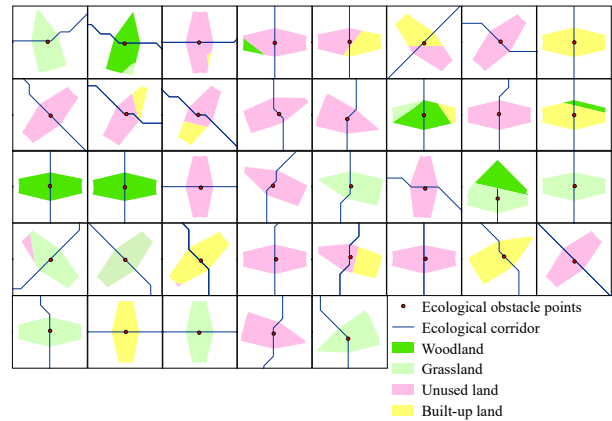 Ecological obstacle points
Ecological corridor
Woodland
Grassland
Unused land
Built-up land